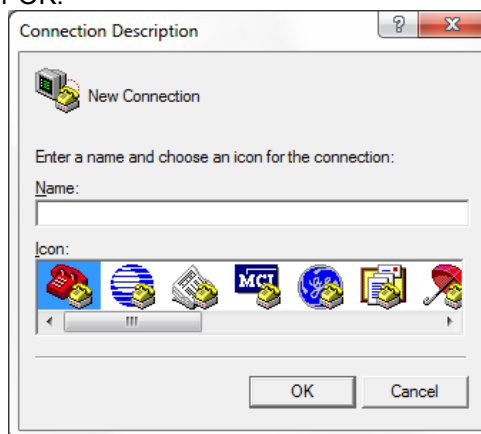 r OK.
Connection Description
?
New Connection
Enter a name and choose an icon for the connection:
Name:
Icon:
MCI
OK Cancel